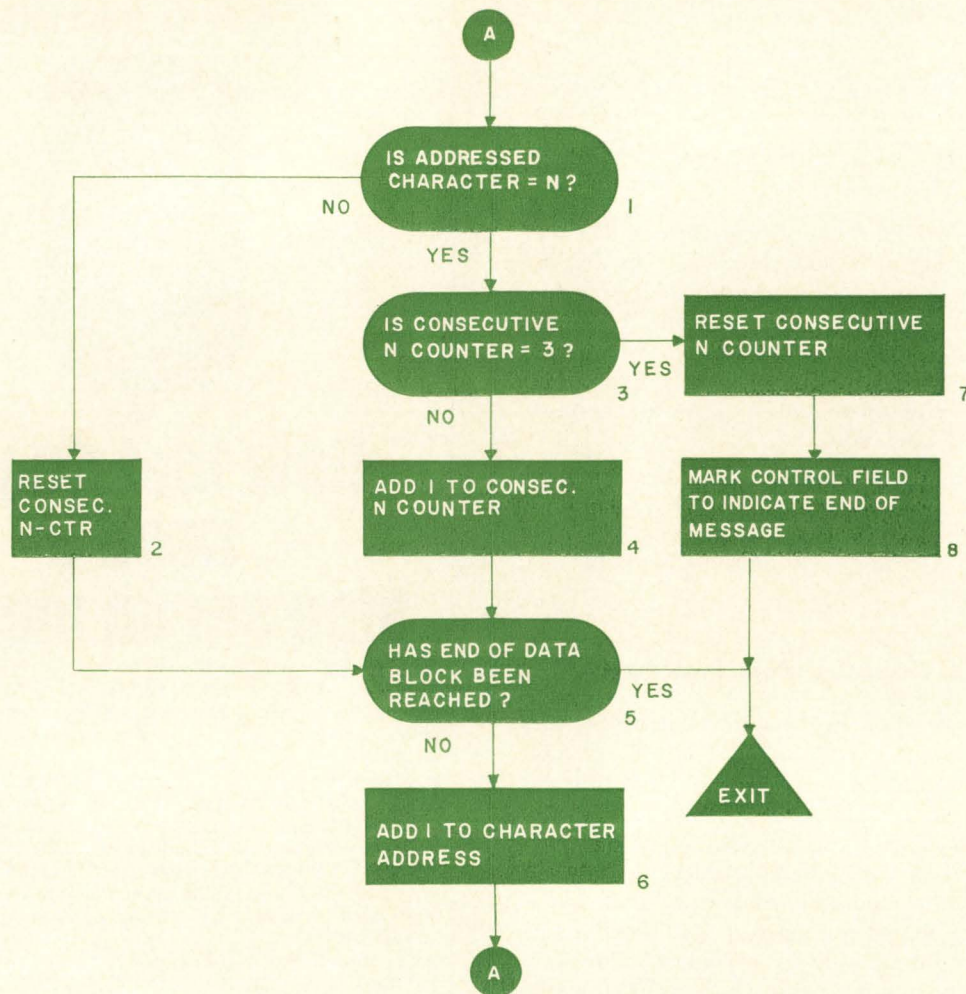 A
IS ADDRESSED
CHARACTER = N ?
NO
1
YES
IS CONSECUTIVE
N COUNTER = 3 ?
YES
3
RESET CONSECUTIVE
N COUNTER
7
NO
RESET
CONSEC.
N-CTR
2
ADD 1 TO CONSEC.
N COUNTER
4
MARK CONTROL FIELD
TO INDICATE END OF
MESSAGE
8
HAS END OF DATA
BLOCK BEEN
REACHED ?
YES
5
NO
EXIT
ADD 1 TO CHARACTER
ADDRESS
6
A